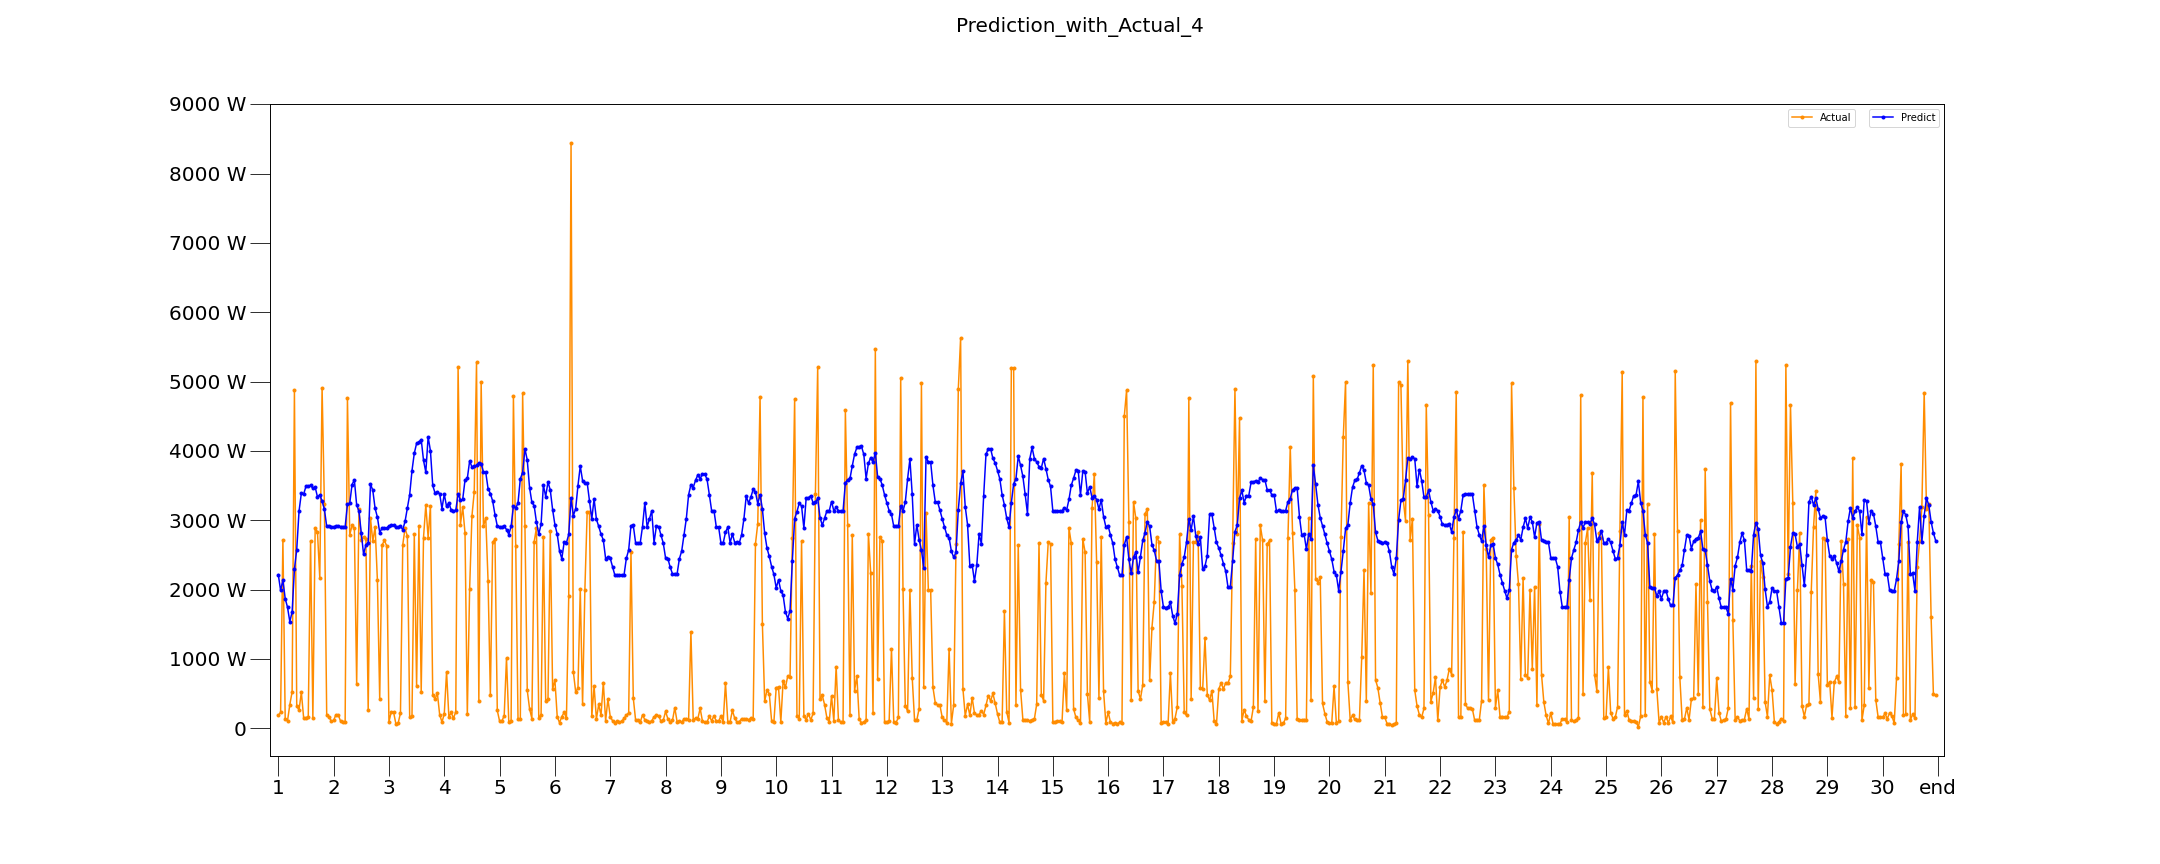 Prediction_with_Actual_4
Actual Predict
9000 W
8000 W
7000 W
6000 W
5000 W
4000 W
3000 W
2000 W
1000 W
0
1 2 3 4 5 6 7 8 9 10 11 12 13 14 15 16 17 18 19 20 21 22 23 24 25 26 27 28 29 30 end